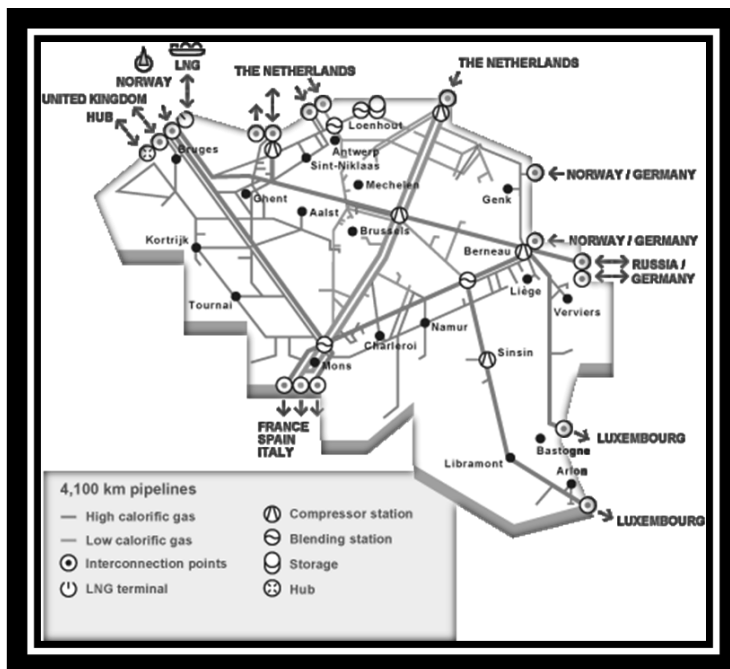 LNG
NORWAY
THE NETHERLANDS
THE NETHERLANDS
UNITED KINGDOM
HUB
Loenhout
Bruges
Antwerp
Sint-Niklaas
NORWAY / GERMANY
Mechelen
Genk
Ghent
Aalst
Brussels
Kortrijk
NORWAY / GERMANY
Berneau
RUSSIA /
GERMANY
Liège
Tournai
Verviers
Namur
Charleroi
Sinsin
Mons
FRANCE
SPAIN
ITALY
LUXEMBOURG
Bastogne
Libramont
Arlon
LUXEMBOURG
4,100 km pipelines
High calorific gas
Low calorific gas
Interconnection points
LNG terminal
Compressor station
Blending station
Storage
Hub